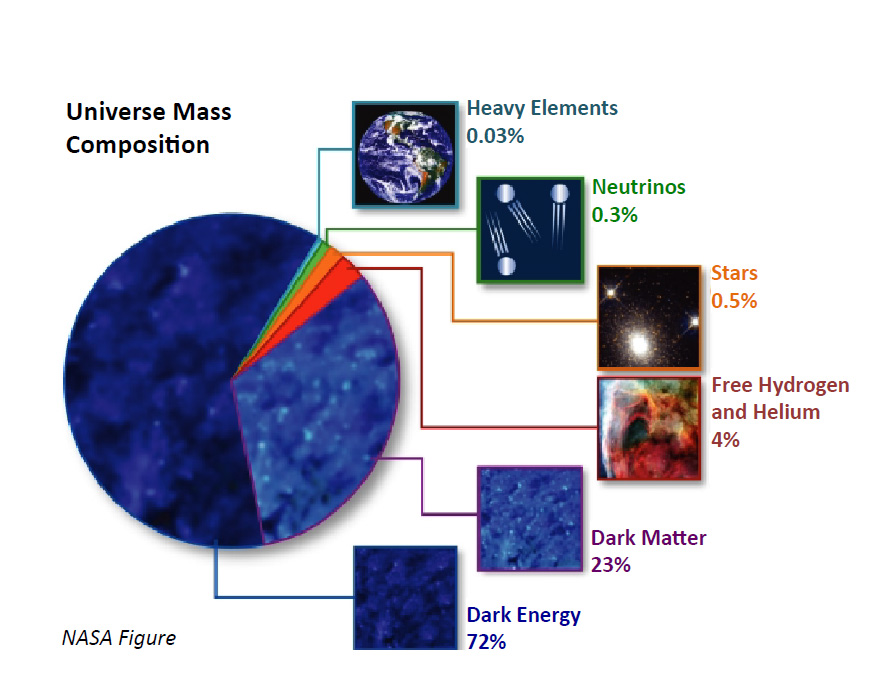 Universe Mass
Composition
Heavy Elements
0.03%
Neutrinos
0.3%
Stars
0.5%
Free Hydrogen
and Helium
4%
Dark Matter
23%
Dark Energy
72%
NASA Figure